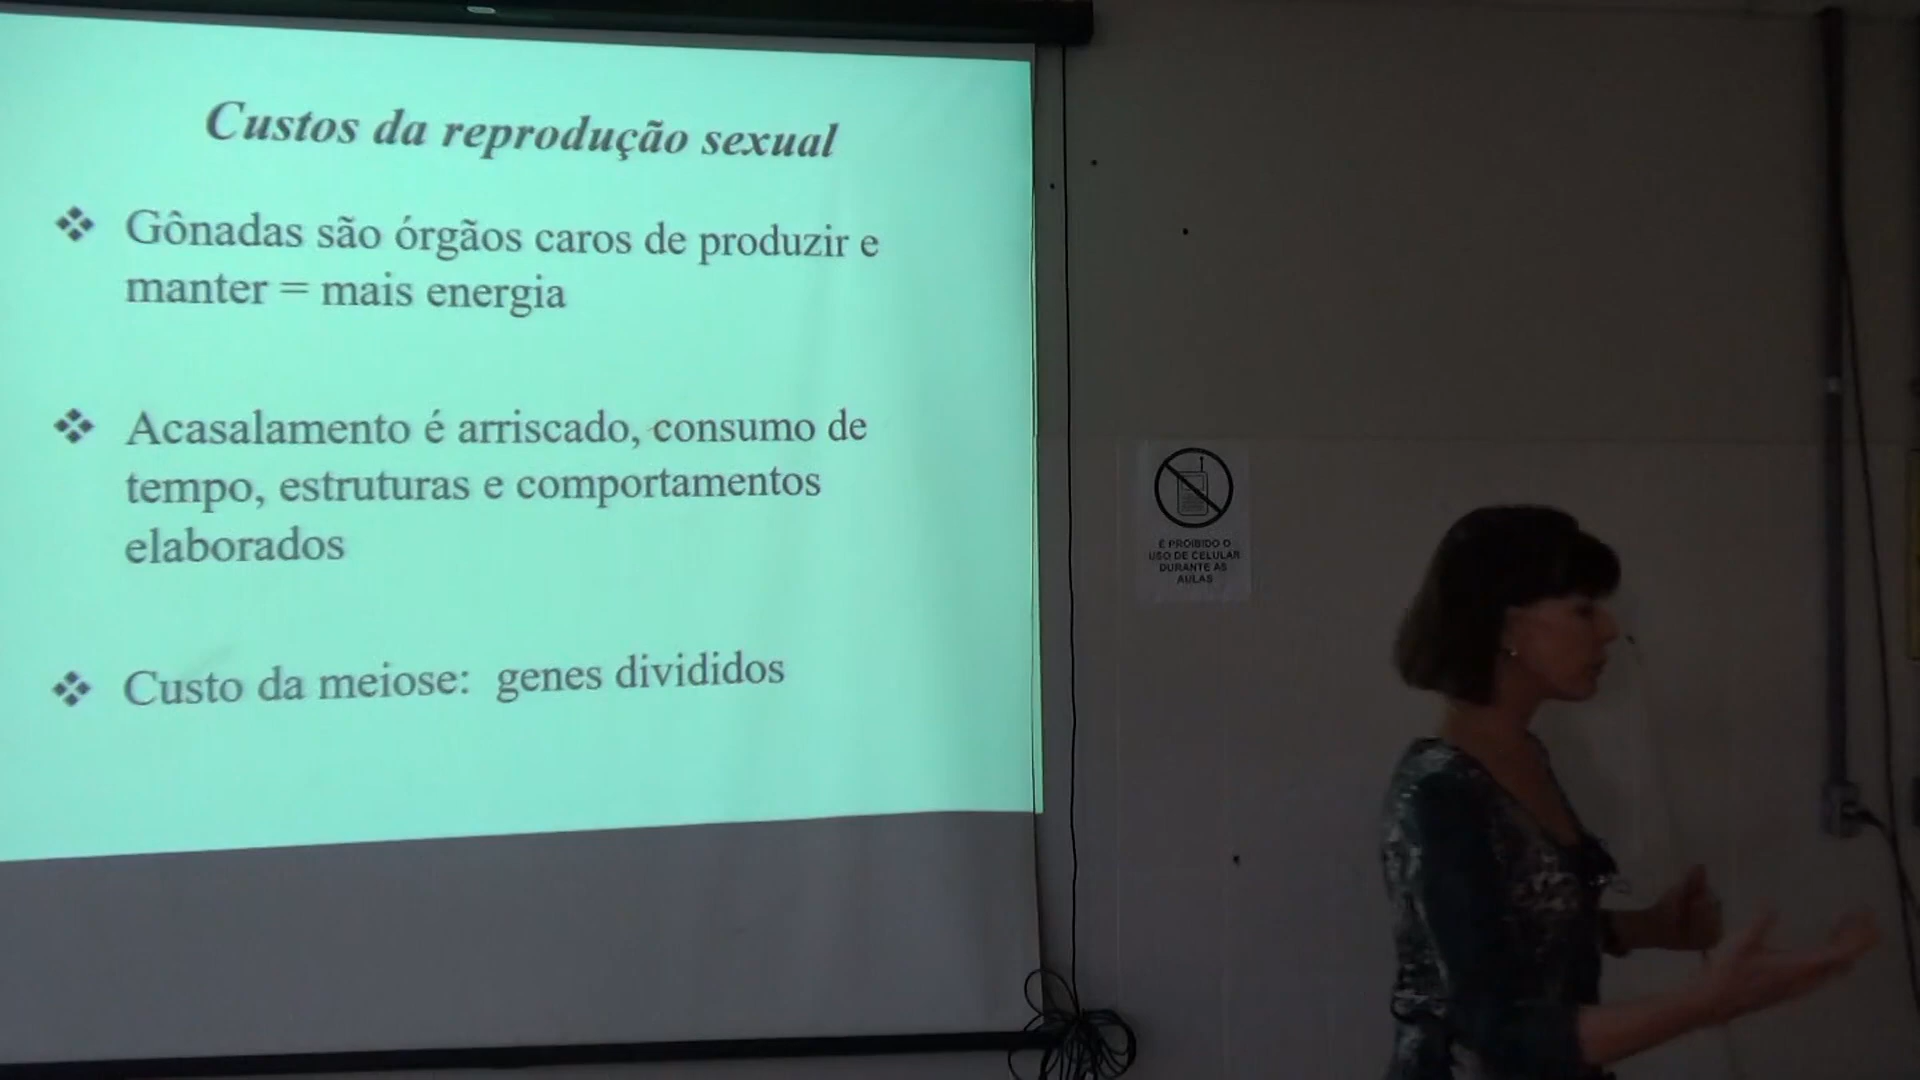 Custos da reprodução sexual
Gônadas são órgãos caros de produzir e
manter = mais energia
Acasalamento é arriscado, consumo de
tempo, estruturas e comportamentos
elaborados
Custo da meiose: genes divididos
É PROIBIDO O
USO DE CELULAR
DURANTE AS
AULAS